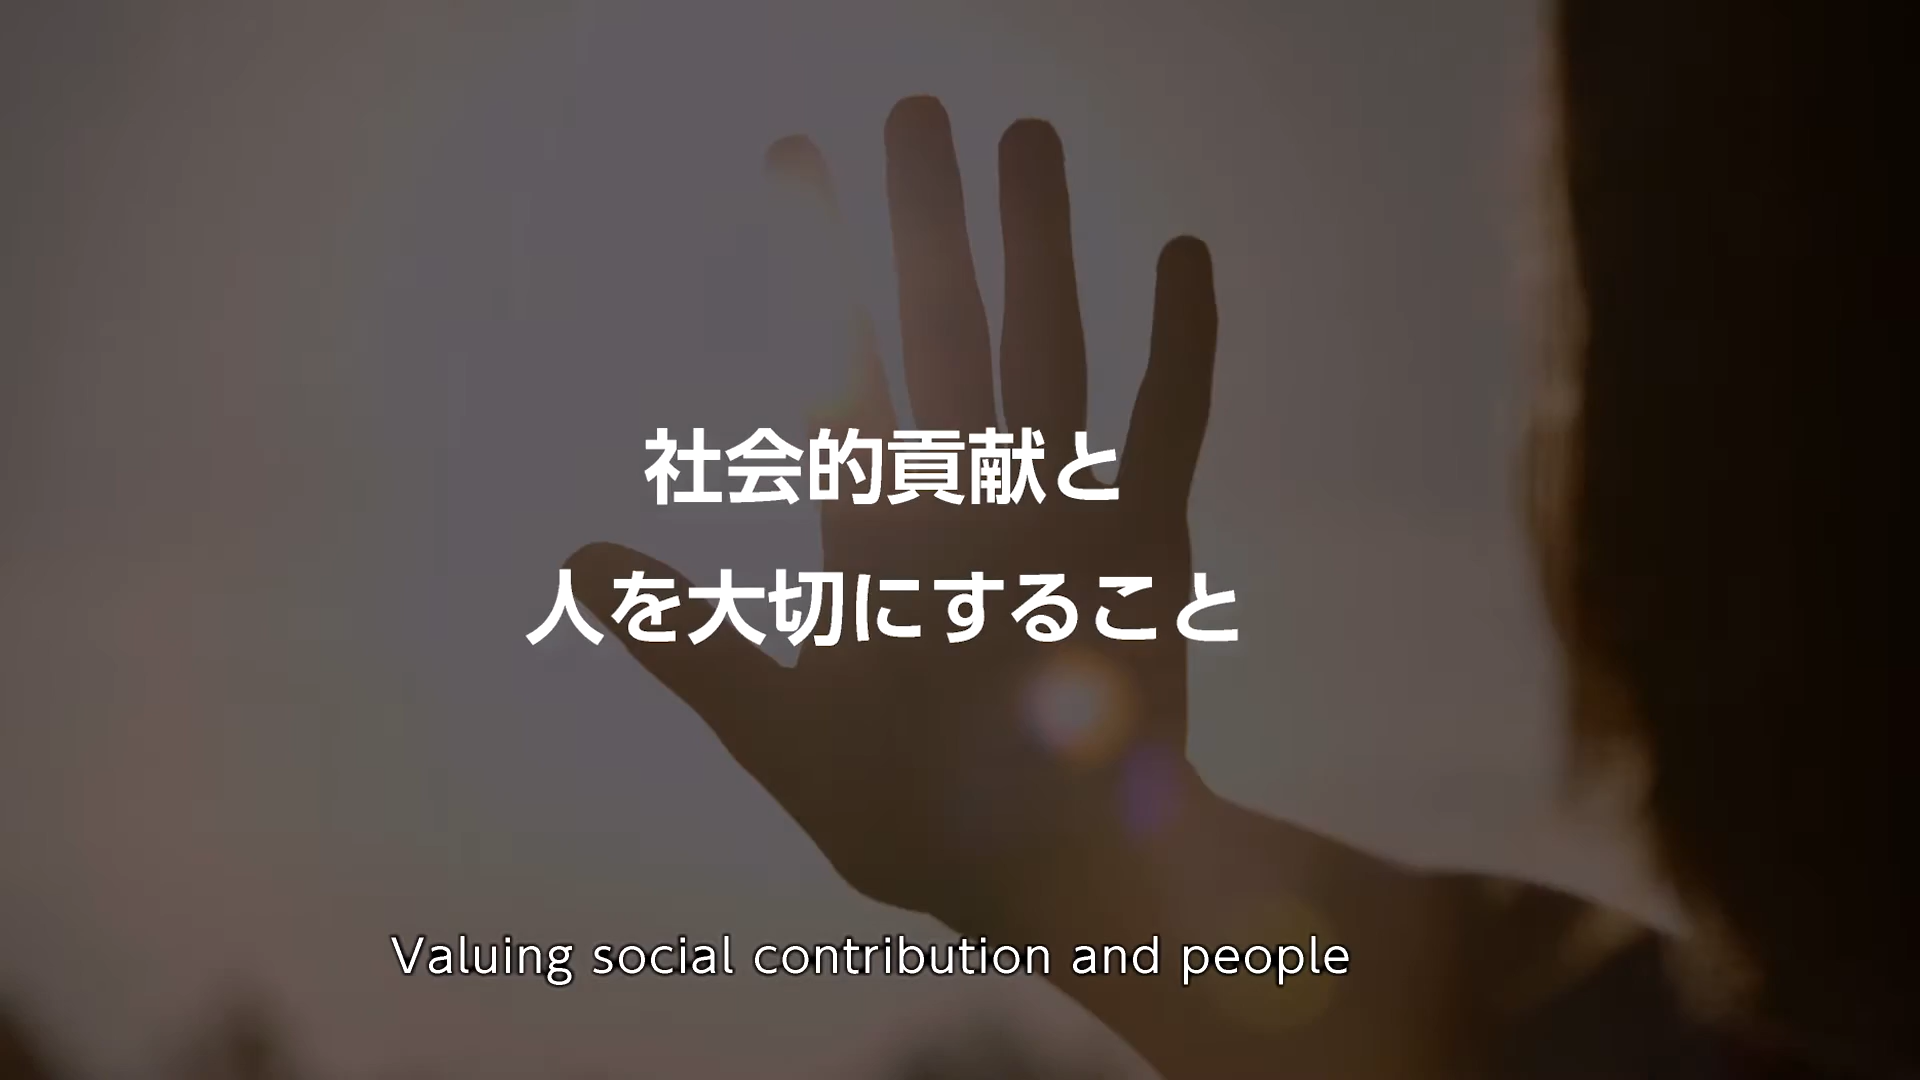 社会的貢献と
人を大切にすること
Valuing social contribution and people